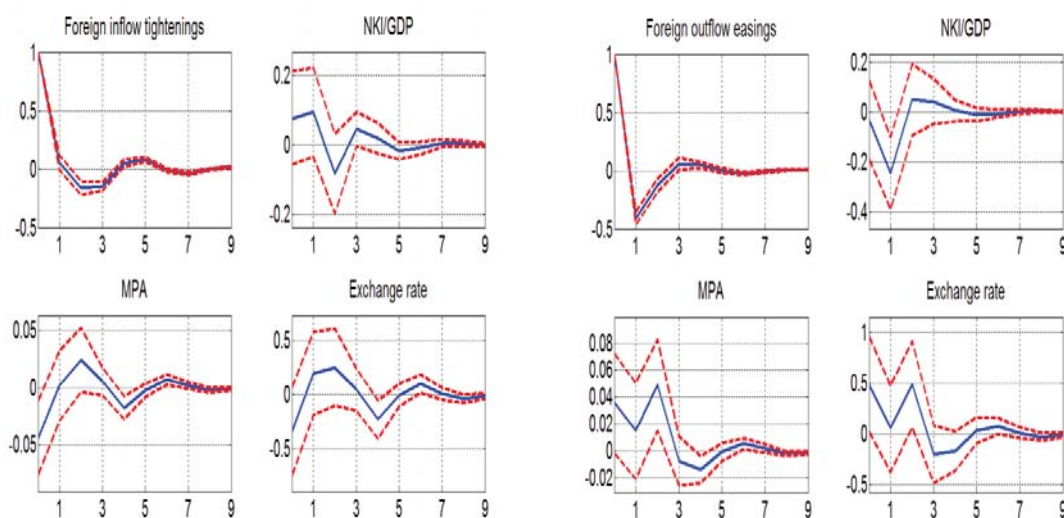 Foreign inflow tightenings
1
0.5
0
-0.5
1 3 5 7 9
NKI/GDP
0.2
0
-0.2
1 3 5 7 9
MPA
0.05
0
-0.05
1 3 5 7 9
Exchange rate
0.5
0
-0.5
1 3 5 7 9
Foreign outflow easings
1
0.5
0
-0.5
1 3 5 7 9
NKI/GDP
0.2
0
-0.2
-0.4
1 3 5 7 9
MPA
0.08
0.06
0.04
0.02
0
-0.02
1 3 5 7 9
Exchange rate
1
0.5
0
-0.5
1 3 5 7 9